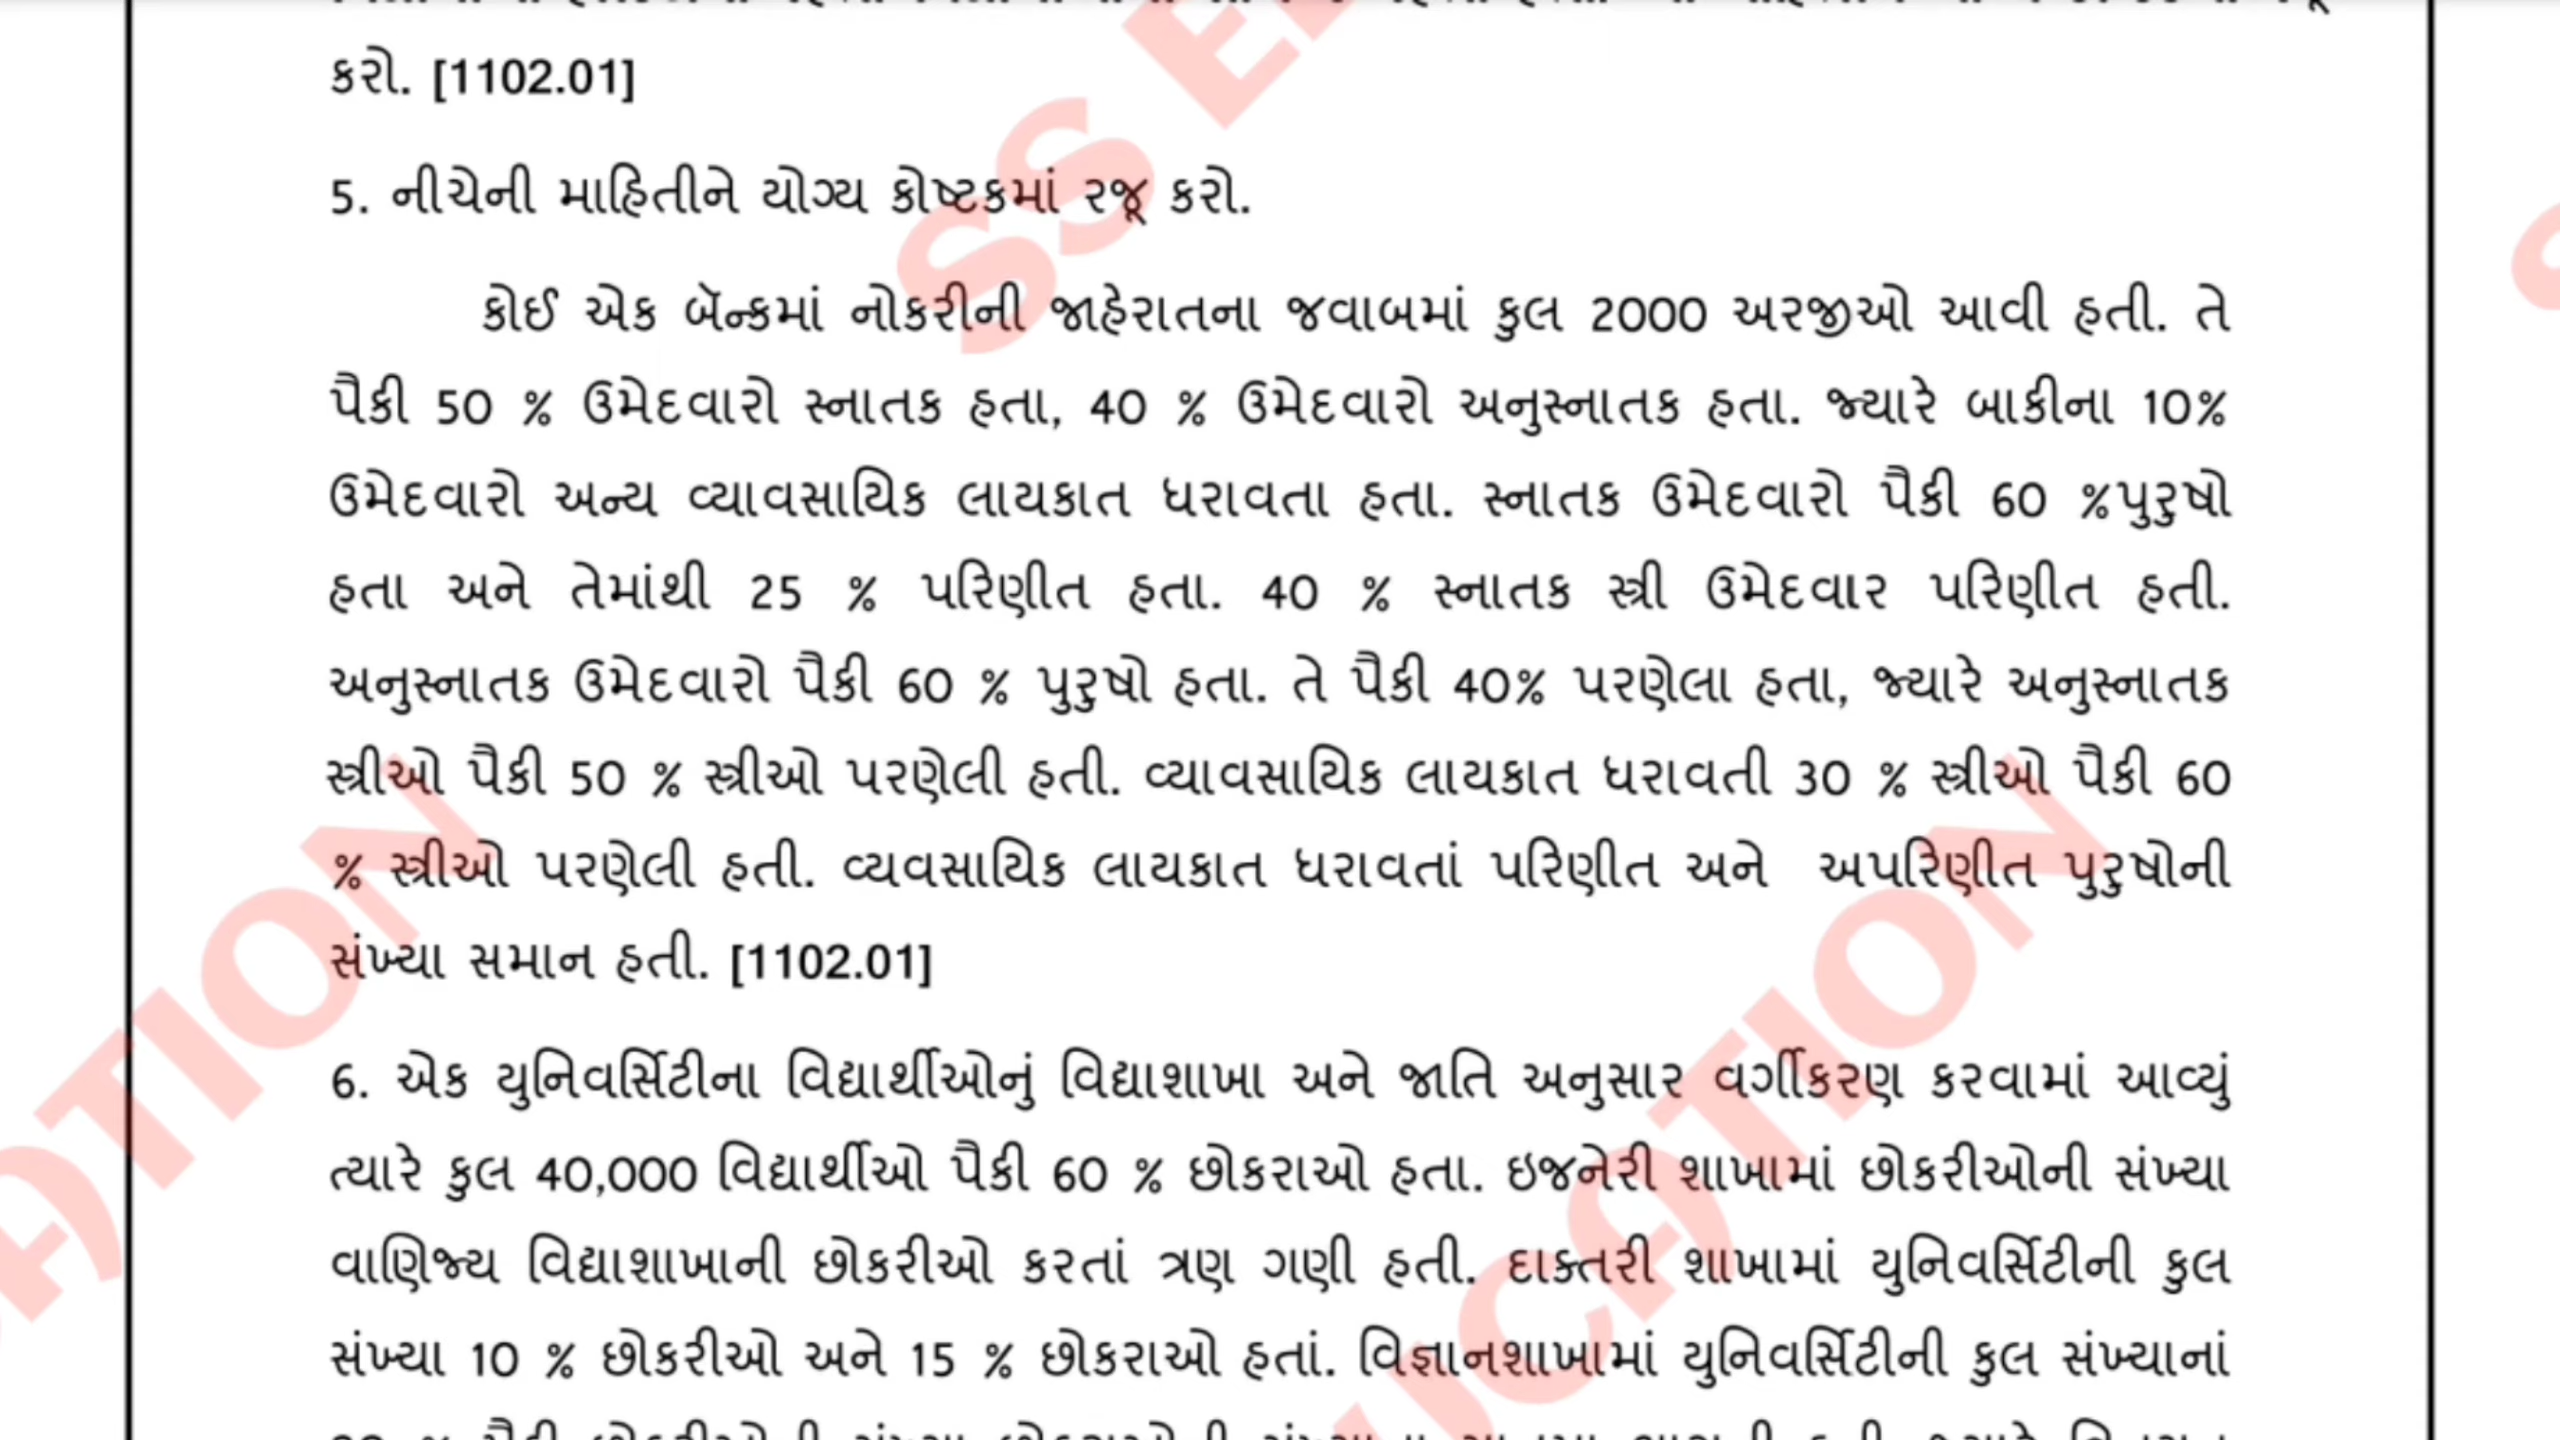 કરો. [1102.01]
5. નીચેની માહિતીને યોગ્ય કોષ્ટકમાં રજૂ કરો.
કોઈ એક બૅન્કમાં નોકરીની જાહેરાતના જવાબમાં કુલ 2000 અરજીઓ આવી હતી. તે
પૈકી 50 % ઉમેદવારો સ્નાતક હતા, 40 % ઉમેદવારો અનુસ્નાતક હતા. જ્યારે બાકીના 10%
ઉમેદવારો અન્ય વ્યાવસાયિક લાયકાત ધરાવતા હતા. સ્નાતક ઉમેદવારો પૈકી 60 %પુરુષો
હતા અને તેમાંથી 25 % પરિણીત હતા. 40 % સ્નાતક સ્ત્રી ઉમેદવાર પરિણીત હતી.
અનુસ્નાતક ઉમેદવારો પૈકી 60 % પુરુષો હતા. તે પૈકી 40% પરણેલા હતા, જ્યારે અનુસ્નાતક
સ્ત્રીઓ પૈકી 50 % સ્ત્રીઓ પરણેલી હતી. વ્યાવસાયિક લાયકાત ધરાવતી 30 % સ્ત્રીઓ પૈકી 60
% સ્ત્રીઓ પરણેલી હતી. વ્યવસાયિક લાયકાત ધરાવતાં પરિણીત અને અપરિણીત પુરુષોની
સંખ્યા સમાન હતી. [1102.01]
6. એક યુનિવર્સિટીના વિદ્યાર્થીઓનું વિદ્યાશાખા અને જાતિ અનુસાર વર્ગીકરણ કરવામાં આવ્યું
ત્યારે કુલ 40,000 વિદ્યાર્થીઓ પૈકી 60 % છોકરાઓ હતા. ઇજનેરી શાખામાં છોકરીઓની સંખ્યા
વાણિજ્ય વિદ્યાશાખાની છોકરીઓ કરતાં ત્રણ ગણી હતી. દાક્તરી શાખામાં યુનિવર્સિટીની કુલ
સંખ્યા 10 % છોકરીઓ અને 15 % છોકરાઓ હતાં. વિજ્ઞાનશાખામાં યુનિવર્સિટીની કુલ સંખ્યાનાં